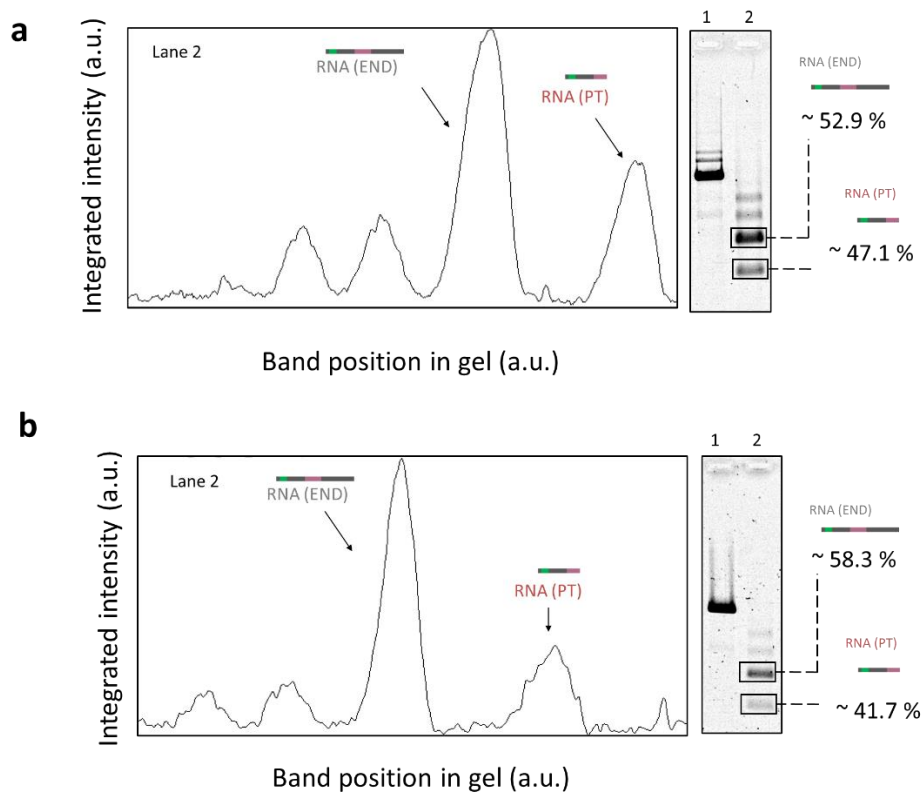 a
Integrated intensity (a.u.)
Lane 2
RNA (END)
RNA (PT)
Band position in gel (a.u.)
1 2
RNA (END)
~ 52.9 %
RNA (PT)
~ 47.1 %
b
Integrated intensity (a.u.)
Lane 2
RNA (END)
RNA (PT)
Band position in gel (a.u.)
1 2
RNA (END)
~ 58.3 %
RNA (PT)
~ 41.7 %